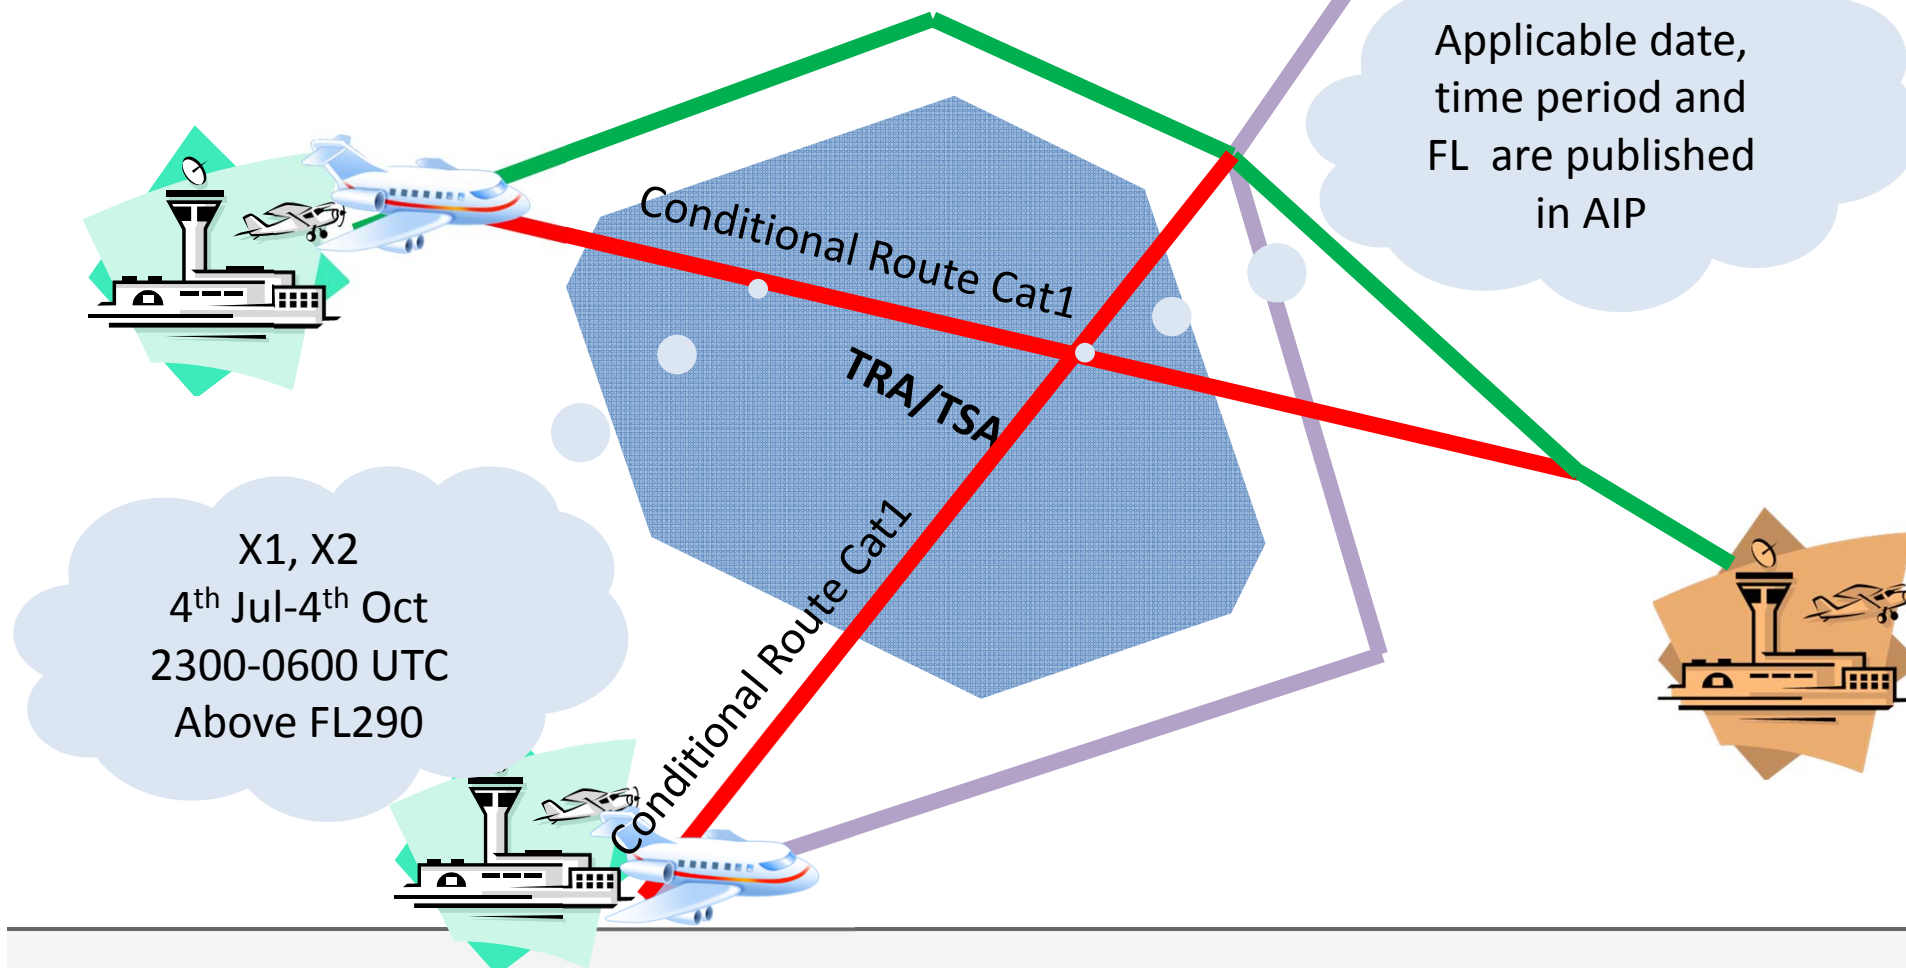 Applicable date,
time period and
FL are published
in AIP
Conditional Route Cat1
TRA/TSA
Conditional Route Cat1
X1, X2
4th Jul-4th Oct
2300-0600 UTC
Above FL290